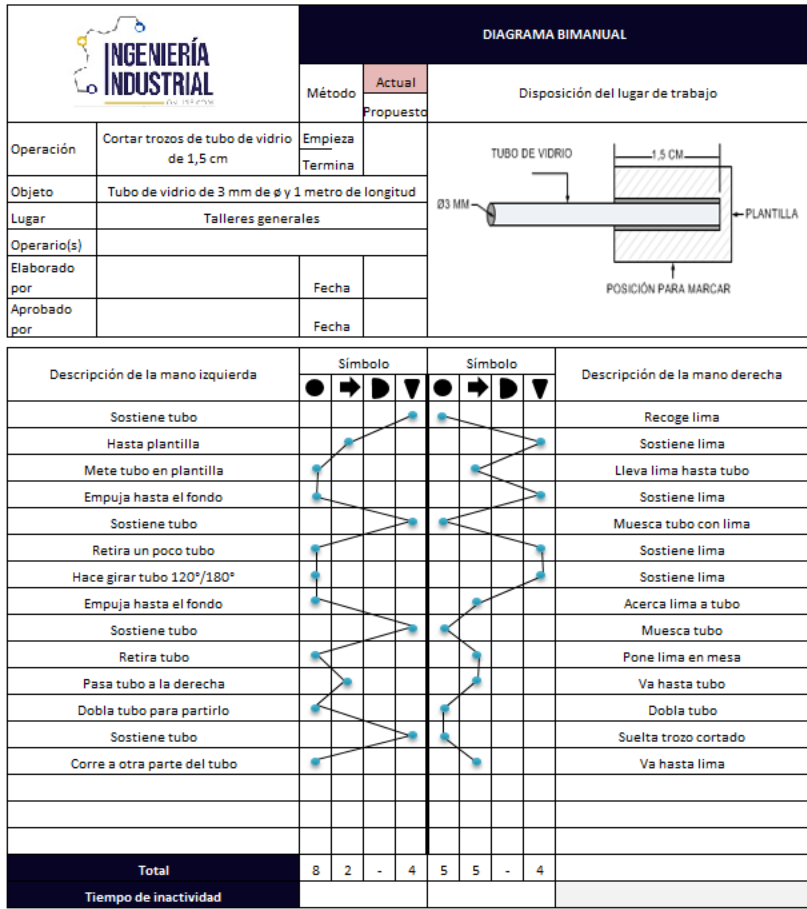 INGENIERÍA
INDUSTRIAL
DIAGRAMA BIMANUAL
Método
Actual
Propuesto
Disposición del lugar de trabajo
Operación
Cortar trozos de tubo de vidrio
de 1,5 cm
Empieza
Termina
Objeto
Tubo de vidrio de 3 mm de ø y 1 metro de longitud
Lugar
Talleres generales
Operario(s)
Elaborado
por
Fecha
Aprobado
por
Fecha
TUBO DE VIDRIO
1,5 CM
Ø3 MM
PLANTILLA
POSICIÓN PARA MARCAR
Descripción de la mano izquierda
Símbolo
Símbolo
Descripción de la mano derecha
Sostiene tubo
Recoge lima
Hasta plantilla
Sostiene lima
Mete tubo en plantilla
Lleva lima hasta tubo
Empuja hasta el fondo
Sostiene lima
Sostiene tubo
Muesca tubo con lima
Retira un poco tubo
Sostiene lima
Hace girar tubo 120°/180°
Sostiene lima
Empuja hasta el fondo
Acerca lima a tubo
Sostiene tubo
Muesca tubo
Retira tubo
Pone lima en mesa
Pasa tubo a la derecha
Va hasta tubo
Dobla tubo para partirlo
Dobla tubo
Sostiene tubo
Suelta trozo cortado
Corre a otra parte del tubo
Va hasta lima
Total 8 2 - 4 5 5 - 4
Tiempo de inactividad